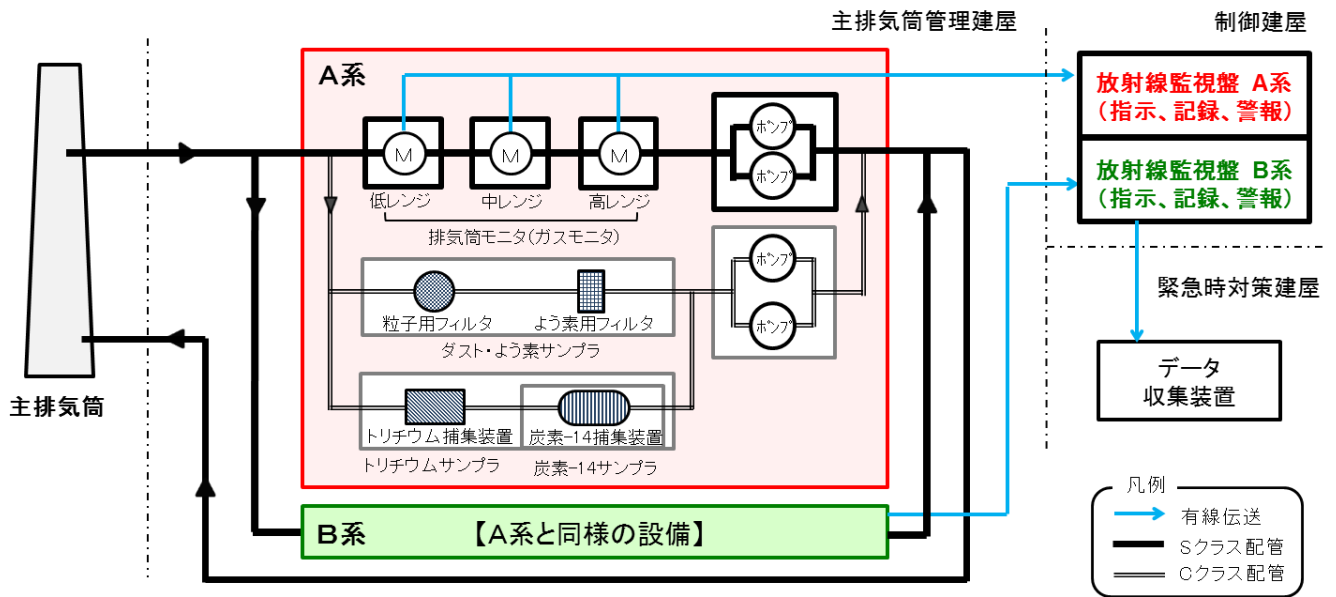 主排気筒管理建屋
制御建屋
A系
放射線監視盤 A系
(指示、記録、警報)
ポンプ
M
M
M
ポンプ
放射線監視盤 B系
(指示、記録、警報)
低レンジ
中レンジ
高レンジ
排気筒モニタ(ガスモニタ)
ポンプ
緊急時対策建屋
粒子用フィルタ
よう素用フィルタ
ポンプ
ダスト・よう素サンプラ
データ
収集装置
主排気筒
トリチウム捕集装置
炭素-14捕集装置
トリチウムサンプラ
炭素-14サンプラ
凡例
有線伝送
Sクラス配管
Cクラス配管
B系
【A系と同様の設備】